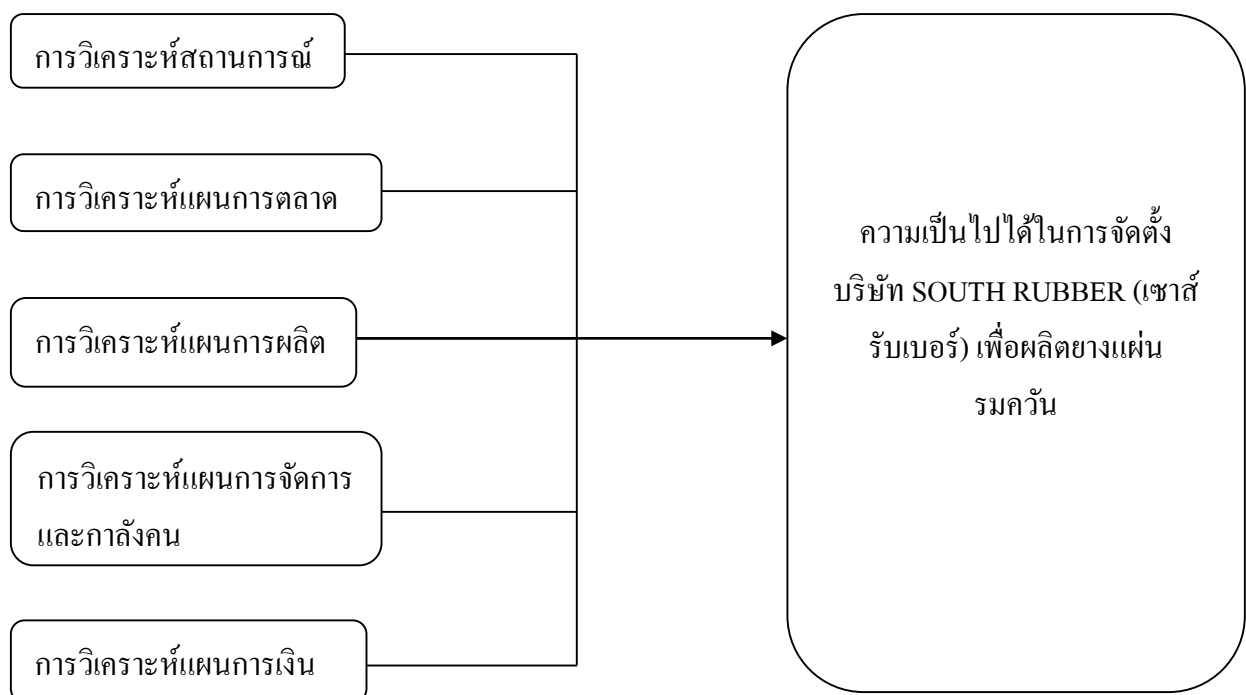 การวิเคราะห์สถานการณ์
การวิเคราะห์แผนการตลาด
การวิเคราะห์แผนการผลิต
การวิเคราะห์แผนการจัดการ
และกาลังคน
การวิเคราะห์แผนการเงิน
ความเป็นไปได้ในการจัดตั้ง
บริษัท SOUTH RUBBER (เซาส์
รับเบอร์) เพื่อผลิตยางแผ่น
รมควัน